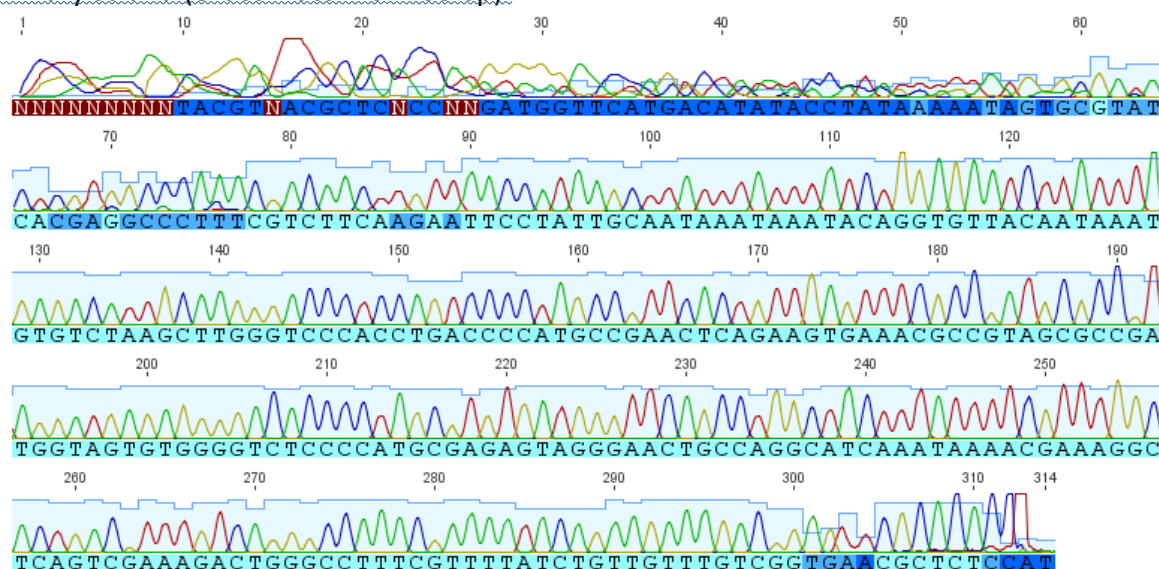 1 10 20 30 40 50 60
NNNNNNNNNTACGTNACGCTCNCCNNGATGGTTCATGACATATACCTATAAAAATAGTGCGTAT
70 80 90 100 110 120
CACGAGGCCCTTTCGTCTTCAAGAATTCCTATTGCAATAAATAAATACAGGTGTTACAATAAAT
130 140 150 160 170 180 190
GTGTCTAAGCTTGGGTCCCACCTGACCCCATGCCGAACTCAGAAGTGAAACGCCGTAGCGCCGA
200 210 220 230 240 250
TGGTAGTGTGGGGTCTCCCCATGCGAGAGTAGGGAACTGCCAGGCATCAAATAAAACGAAAGGC
260 270 280 290 300 310 314
TCAGTCGAAAGACTGGGCCTTTCGTTTTATCTGTTGTTTGTCGGTGAACGCTCTCCAT